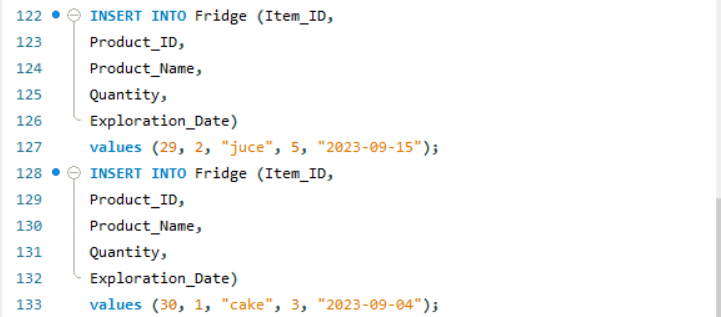 122 INSERT INTO Fridge (Item_ID,
123 Product_ID,
124 Product_Name,
125 Quantity,
126 Exploration_Date)
127 values (29, 2, "juce", 5, "2023-09-15");
128 INSERT INTO Fridge (Item_ID,
129 Product_ID,
130 Product_Name,
131 Quantity,
132 Exploration_Date)
133 values (30, 1, "cake", 3, "2023-09-04");